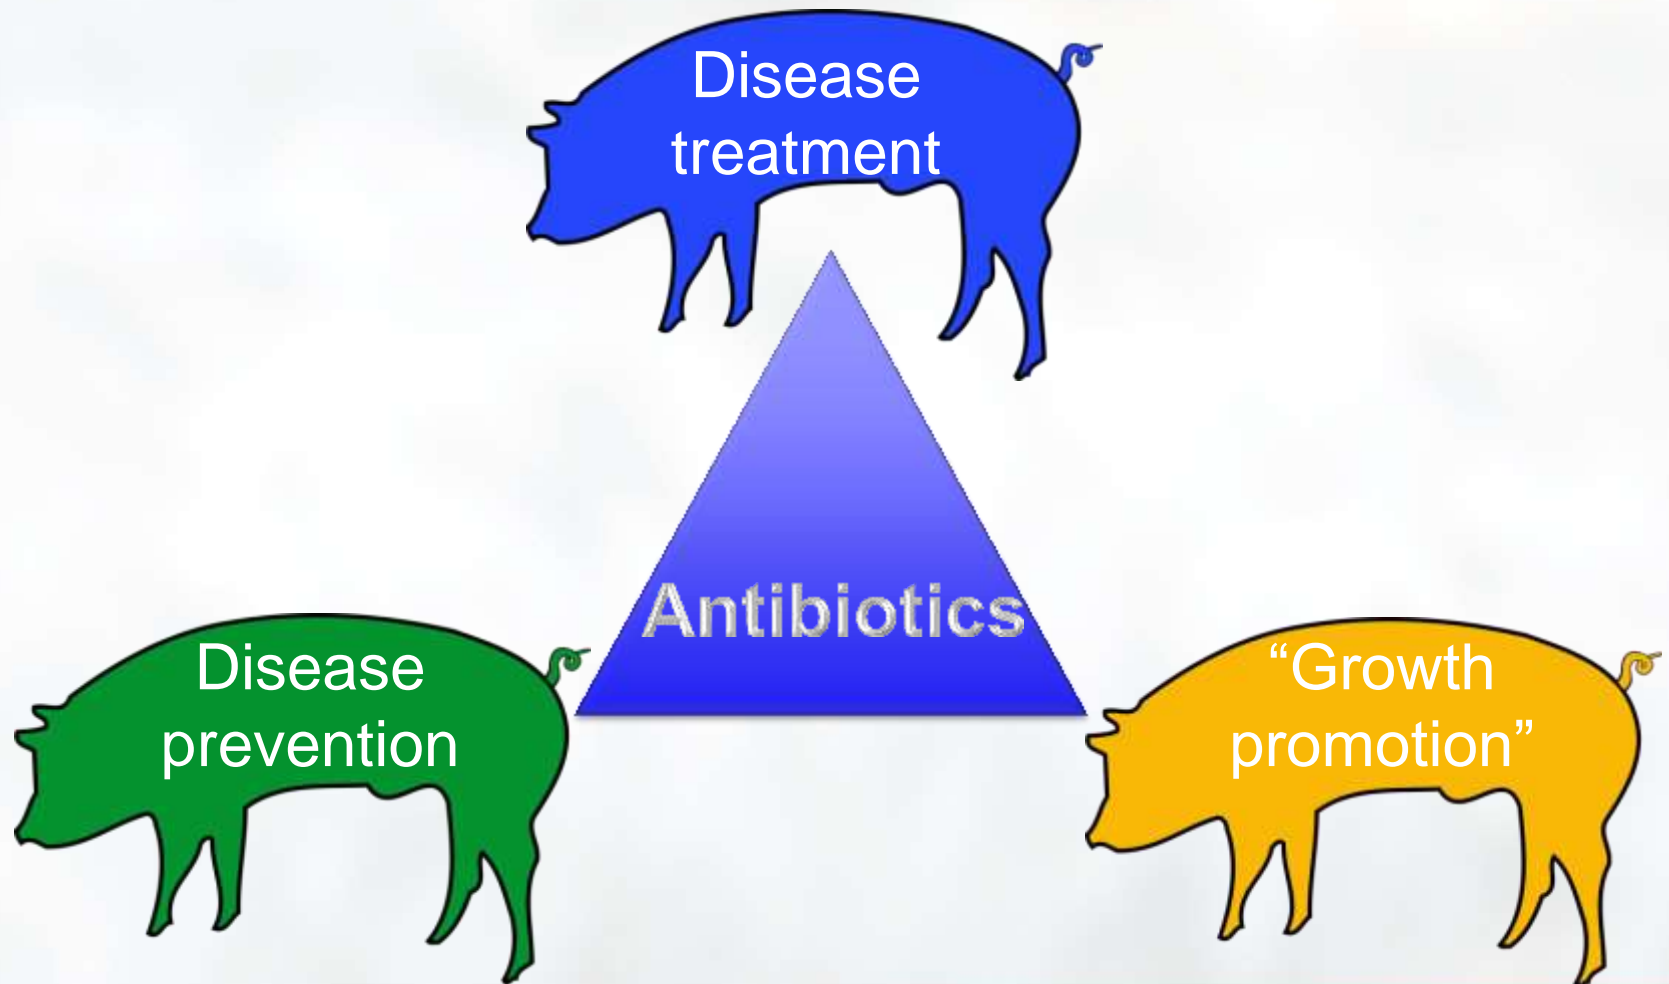 Disease
treatment
Antibiotics
Disease
prevention
“Growth
promotion”